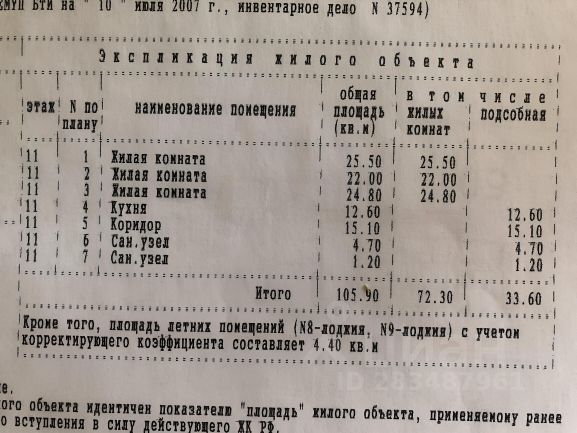 БТИ на " 10 " июля 2007 г., инвентарное дело N 37594)
Экспликация жилого объекта
этаж N по плану наименование помещения общая площадь (кв.м) в том числе жилых комнат подсобная
11 1 Жилая комната 25.50 25.50
11 2 Жилая комната 22.00 22.00
11 3 Жилая комната 24.80 24.80
11 4 Кухня 12.60 12.60
11 5 Коридор 15.10 15.10
11 6 Сан.узел 4.70 4.70
11 7 Сан.узел 1.20 1.20
Итого 105.90 72.30 33.60
Кроме того, площадь летних помещений (N8-лоджия, N9-лоджия) с учетом
корректирующего коэффициента составляет 4.40 кв.м
ID 283487961
объекта идентичен показателю "площадь" жилого объекта, применяемому ранее
вступления в силу действующего ЖК РФ.